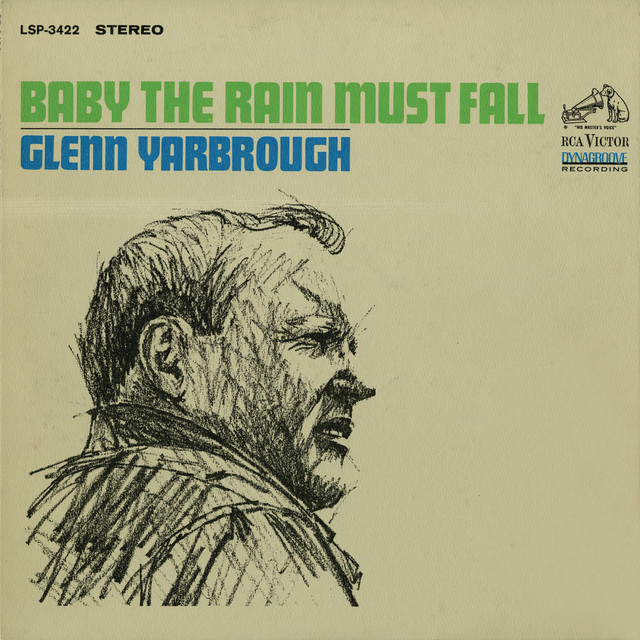 LSP-3422 STEREO
BABY THE RAIN MUST FALL
GLENN YARBROUGH
"HIS MASTER'S VOICE"
RCA VICTOR
DYNAGROOVE
RECORDING